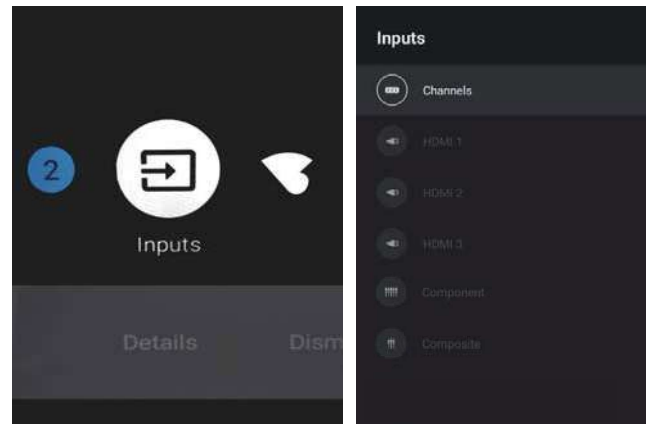 2
Inputs
Details
Dism
Inputs
Channels
HDMI 1
HDMI 2
HDMI 3
Component
Composite